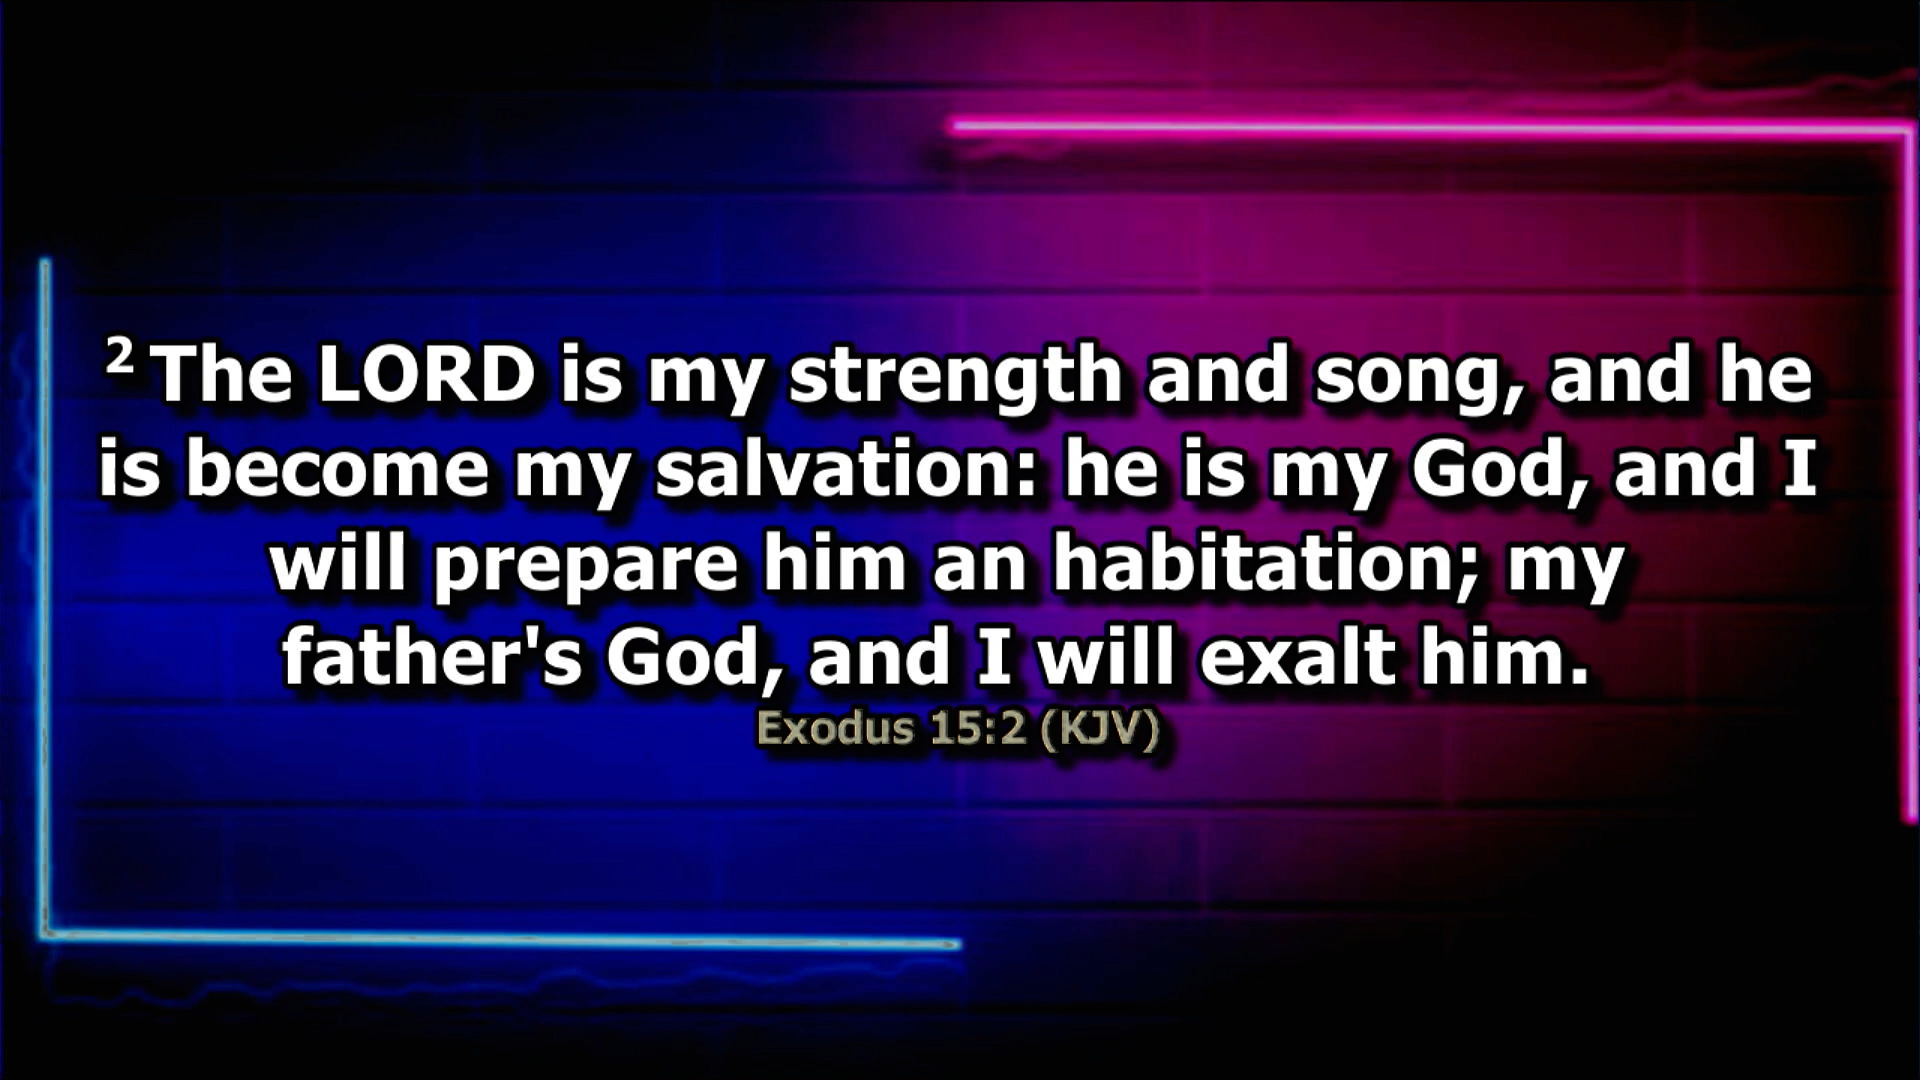 2 The LORD is my strength and song, and he
is become my salvation: he is my God, and I
will prepare him an habitation; my
father's God, and I will exalt him.
Exodus 15:2 (KJV)